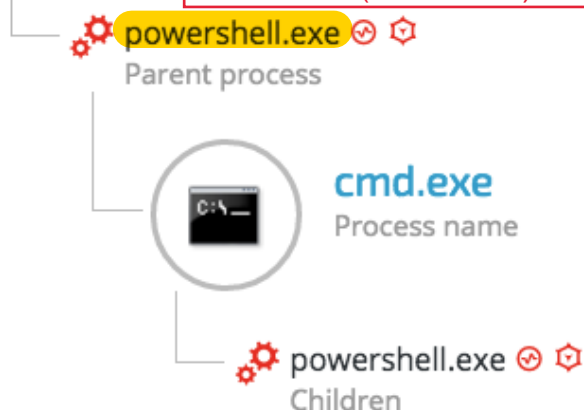 powershell.exe
Parent process
C:\_
cmd.exe
Process name
powershell.exe
Children